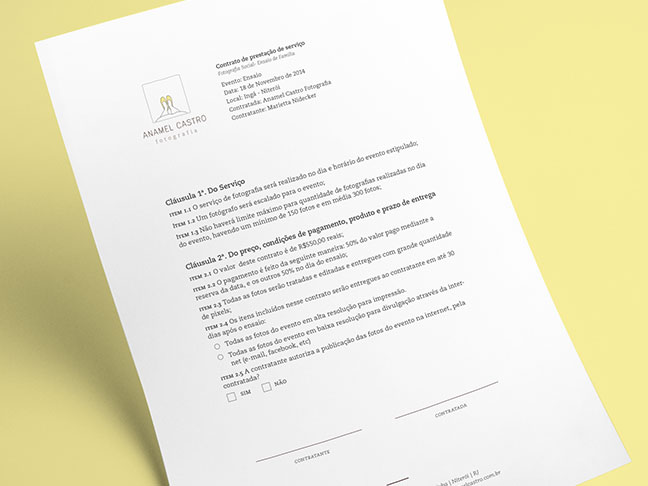 ANAMEL CASTRO
fotografia
Contrato de prestação de serviço
Fotografia Social: Ensaio de Família
Evento: Ensaio
Data: 18 de Novembro de 2014
Local: Ingá - Niterói
Contratada: Anamel Castro Fotografia
Contratante: Marietta Nidecker
Cláusula 1ª. Do Serviço
ITEM 1.1 O serviço de fotografia será realizado no dia e horário do evento estipulado;
ITEM 1.2 Um fotógrafo será escalado para o evento;
ITEM 1.3 Não haverá limite máximo para quantidade de fotografias realizadas no dia
do evento, havendo um mínimo de 150 fotos e em média 300 fotos;
Cláusula 2ª. Do preço, condições de pagamento, produto e prazo de entrega
ITEM 2.1 O valor deste contrato é de R$550,00 reais;
ITEM 2.2 O pagamento é feito da seguinte maneira: 50% do valor pago mediante a
reserva da data, e os outros 50% no dia do ensaio;
ITEM 2.3 Todas as fotos serão tratadas e editadas e entregues com grande quantidade
de pixels;
ITEM 2.4 Os itens incluídos nesse contrato serão entregues ao contratante em até 30
dias após o ensaio:
Todas as fotos do evento em alta resolução para impressão.
Todas as fotos do evento em baixa resolução para divulgação através da inter-
net (e-mail, facebook, etc)
ITEM 2.5 A contratante autoriza a publicação das fotos do evento na internet, pela
contratada?
SIM NÃO
CONTRATANTE
CONTRATADA
| Niterói | RJ
castro.com.br